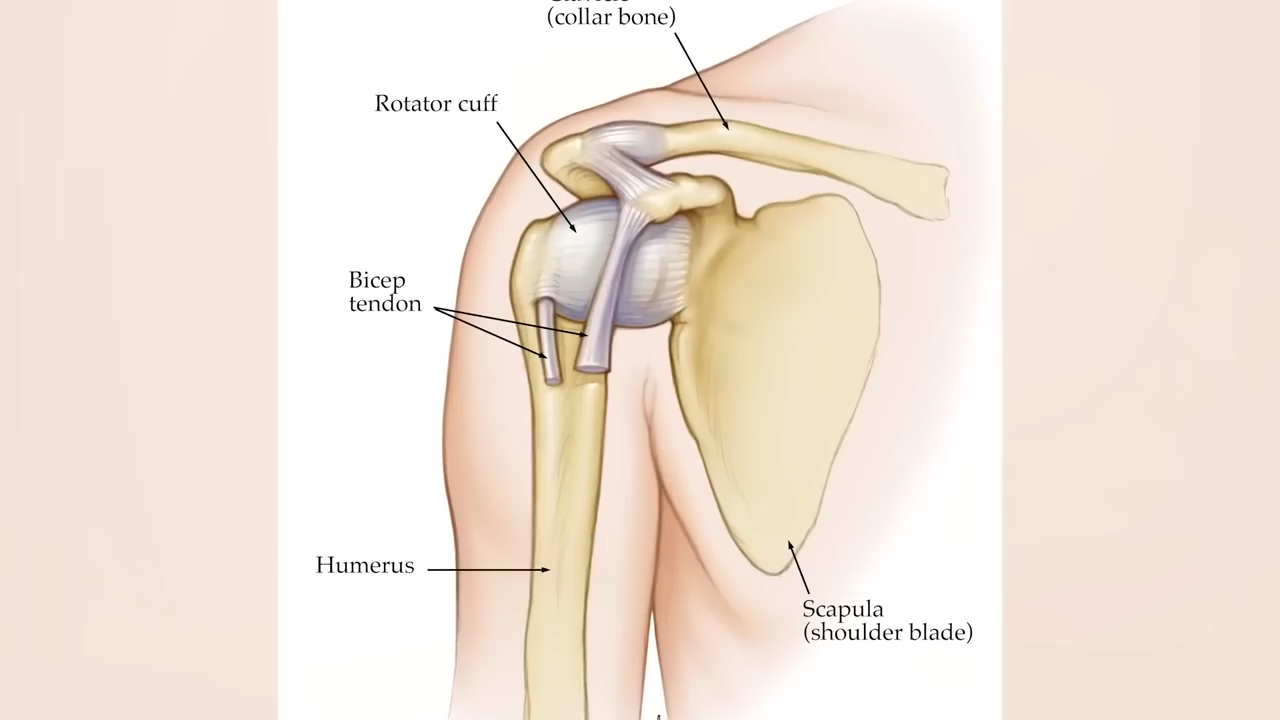 (collar bone)
Rotator cuff
Bicep
tendon
Humerus
Scapula
(shoulder blade)